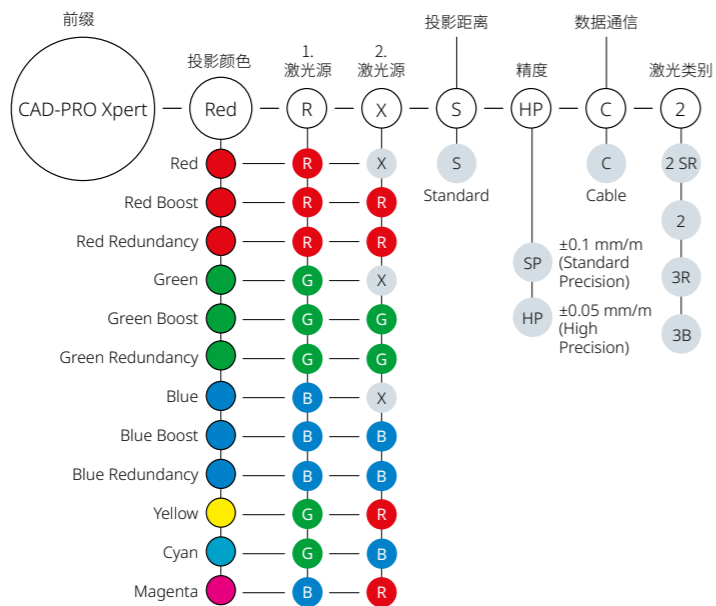 前缀
投影颜色
1.
激光源
2.
激光源
投影距离
精度
数据通信
激光类别
CAD-PRO Xpert
Red
R
X
S
HP
C
2
Red
R
X
S
C
2 SR
Standard
Cable
Red Boost
R
R
2
Red Redundancy
R
R
SP
±0.1 mm/m
(Standard
Precision)
Green
G
X
3R
Green Boost
G
G
HP
±0.05 mm/m
(High
Precision)
3B
Green Redundancy
G
G
Blue
B
X
Blue Boost
B
B
Blue Redundancy
B
B
Yellow
G
R
Cyan
G
B
Magenta
B
R